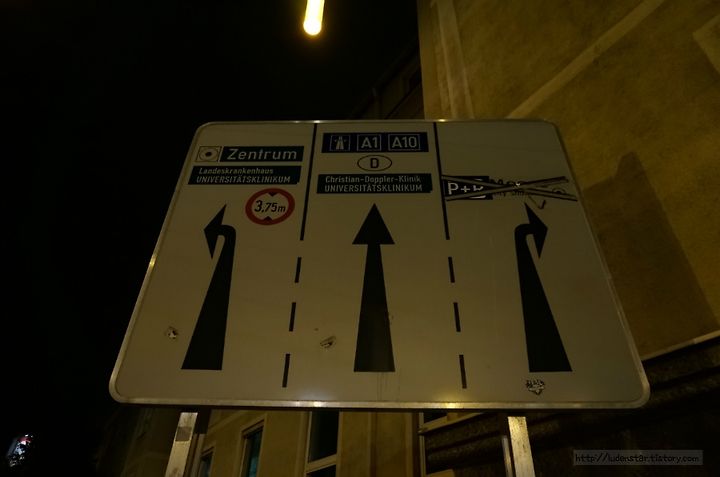 Zentrum
Landeskrankenhaus
UNIVERSITÄTSKLINIKUM
3,75m
A1 A10
D
Christian-Doppler-Klinik
UNIVERSITÄTSKLINIKUM
P+R
http://ludenstar.tistory.com